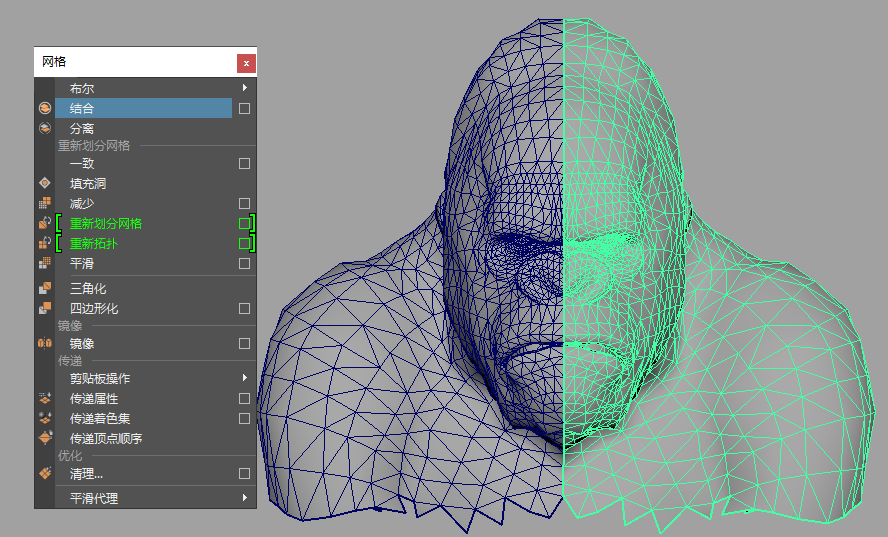 网格
布尔
结合
分离
重新划分网格
一致
填充洞
减少
重新划分网格
重新拓扑
平滑
三角化
四边形化
镜像
镜像
传递
剪贴板操作
传递属性
传递着色集
传递顶点顺序
优化
清理...
平滑代理